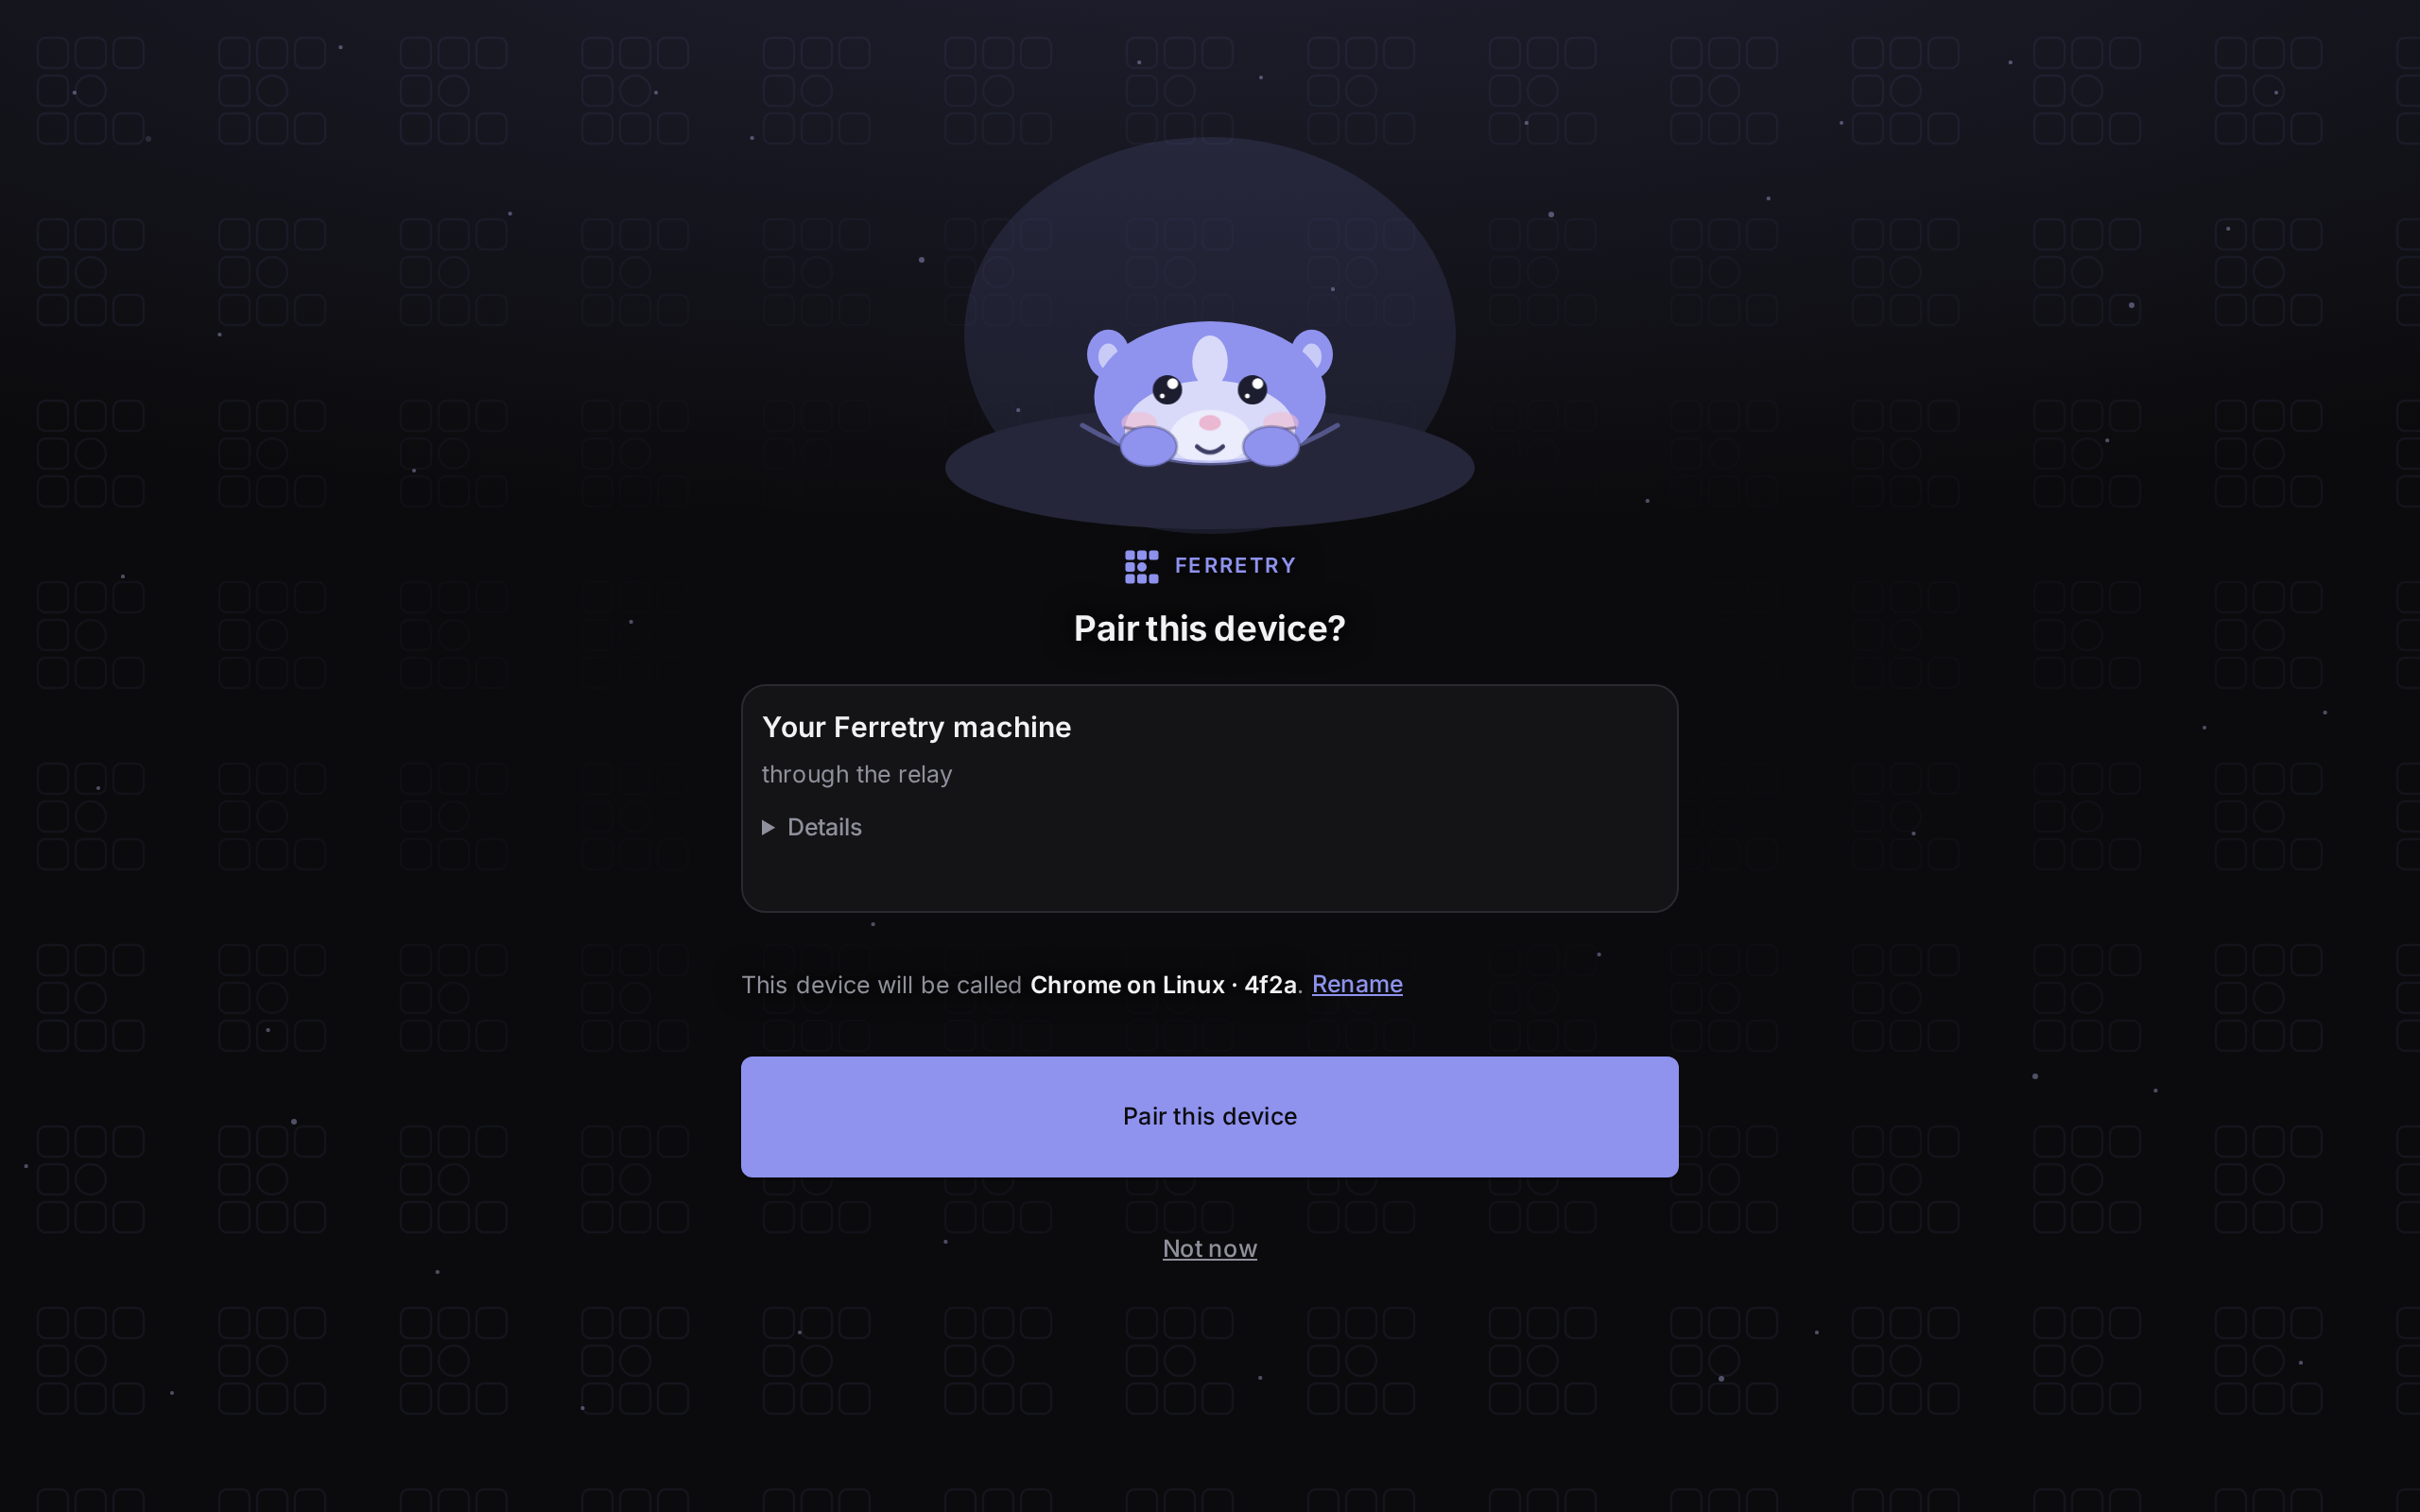 FERRETRY
Pair this device?
Your Ferretry machine
through the relay
Details
This device will be called Chrome on Linux · 4f2a. Rename
Pair this device
Not now